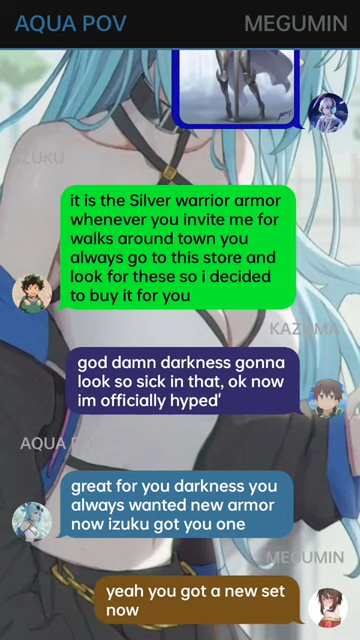 AQUA POV
MEGUMIN
IZUKU
it is the Silver warrior armor
whenever you invite me for
walks around town you
always go to this store and
look for these so i decided
to buy it for you
KAZUMA
god damn darkness gonna
look so sick in that, ok now
im officially hyped'
AQUA
great for you darkness you
always wanted new armor
now izuku got you one
MEGUMIN
yeah you got a new set
now